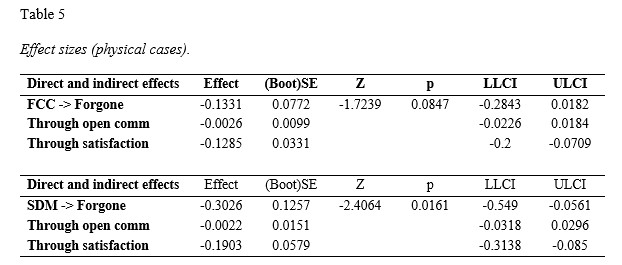 Table 5
Effect sizes (physical cases).
Direct and indirect effects Effect (Boot)SE Z p LLCI ULCI
FCC -> Forgone -0.1331 0.0772 -1.7239 0.0847 -0.2843 0.0182
Through open comm -0.0026 0.0099 -0.0226 0.0184
Through satisfaction -0.1285 0.0331 -0.2 -0.0709
Direct and indirect effects Effect (Boot)SE Z p LLCI ULCI
SDM -> Forgone -0.3026 0.1257 -2.4064 0.0161 -0.549 -0.0561
Through open comm -0.0022 0.0151 -0.0318 0.0296
Through satisfaction -0.1903 0.0579 -0.3138 -0.085